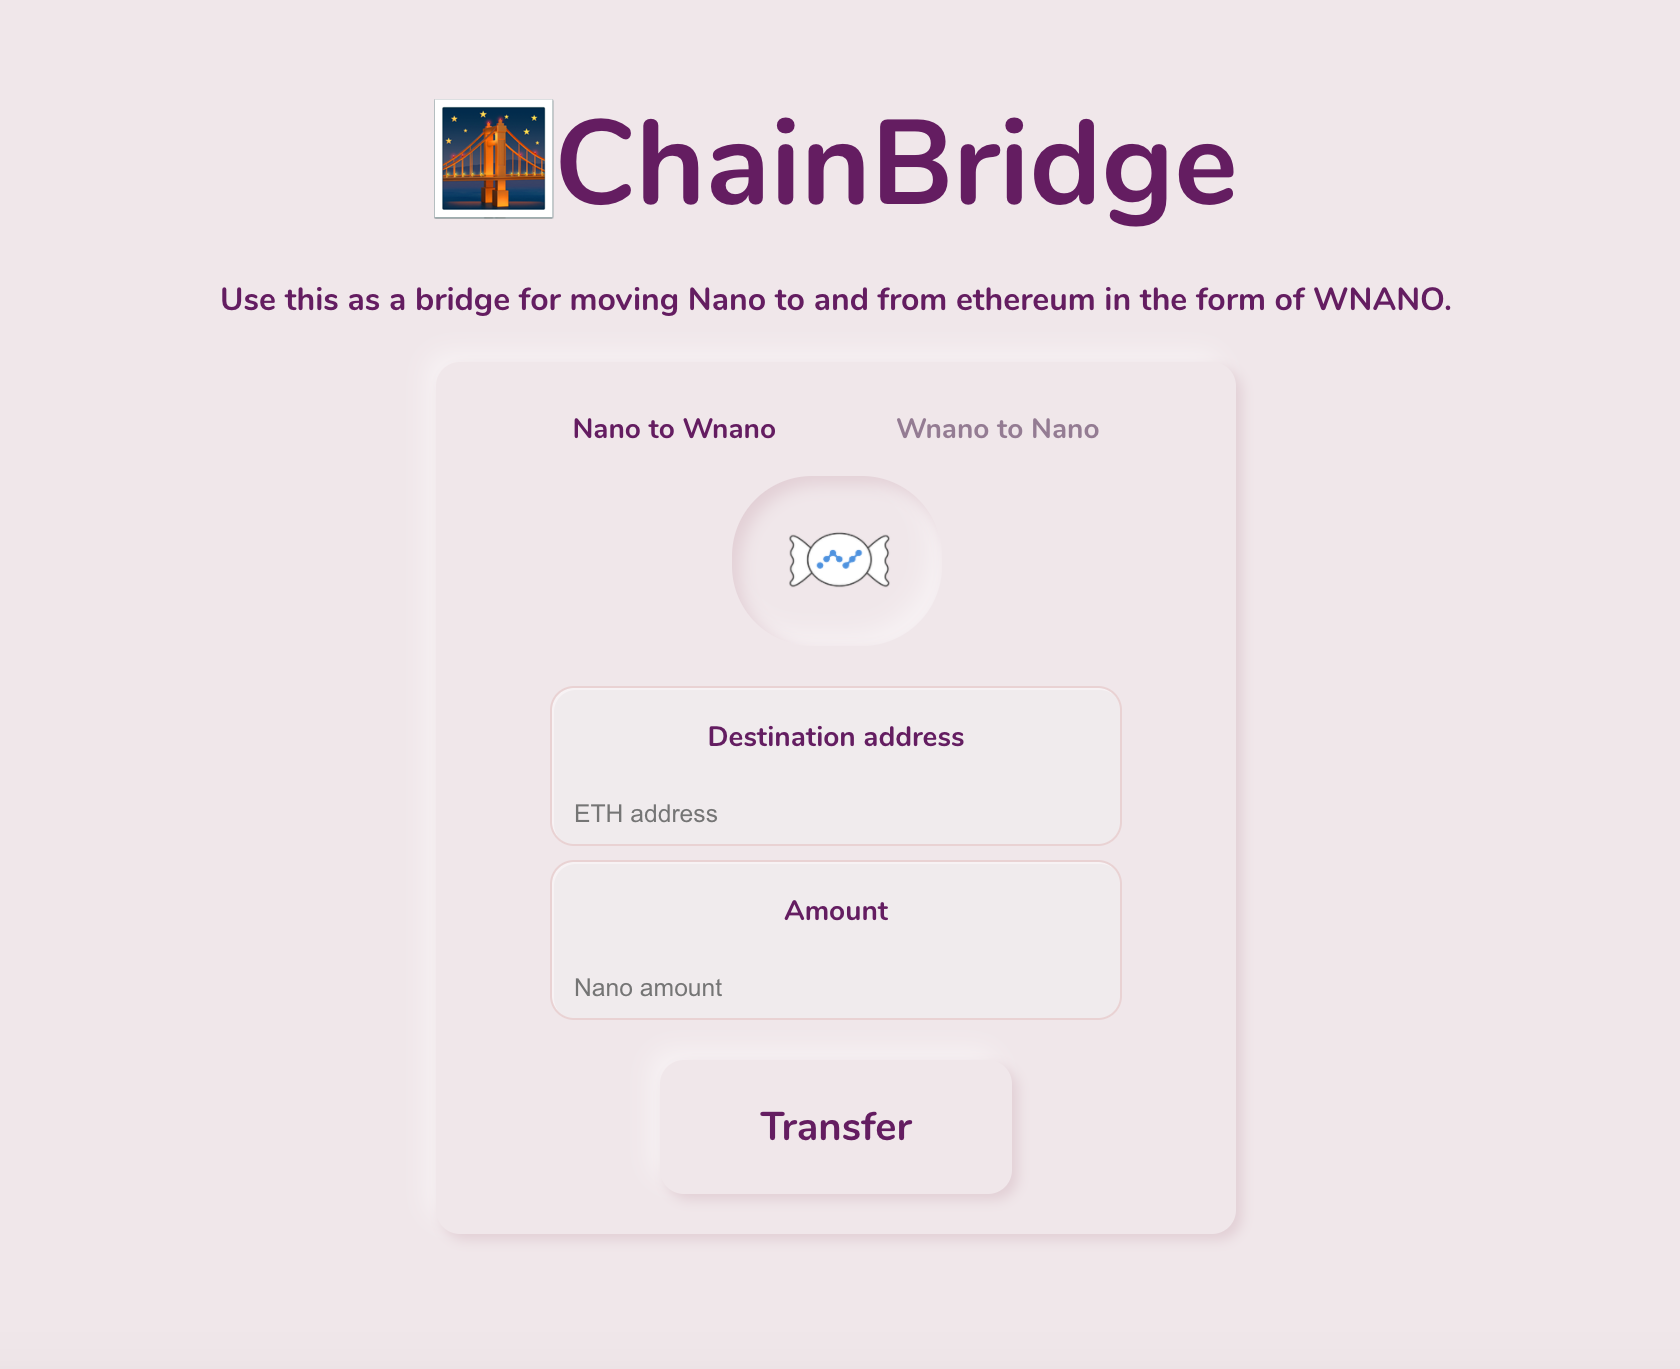 ChainBridge
Use this as a bridge for moving Nano to and from ethereum in the form of WNANO.
Nano to Wnano
Wnano to Nano
Destination address
ETH address
Amount
Nano amount
Transfer